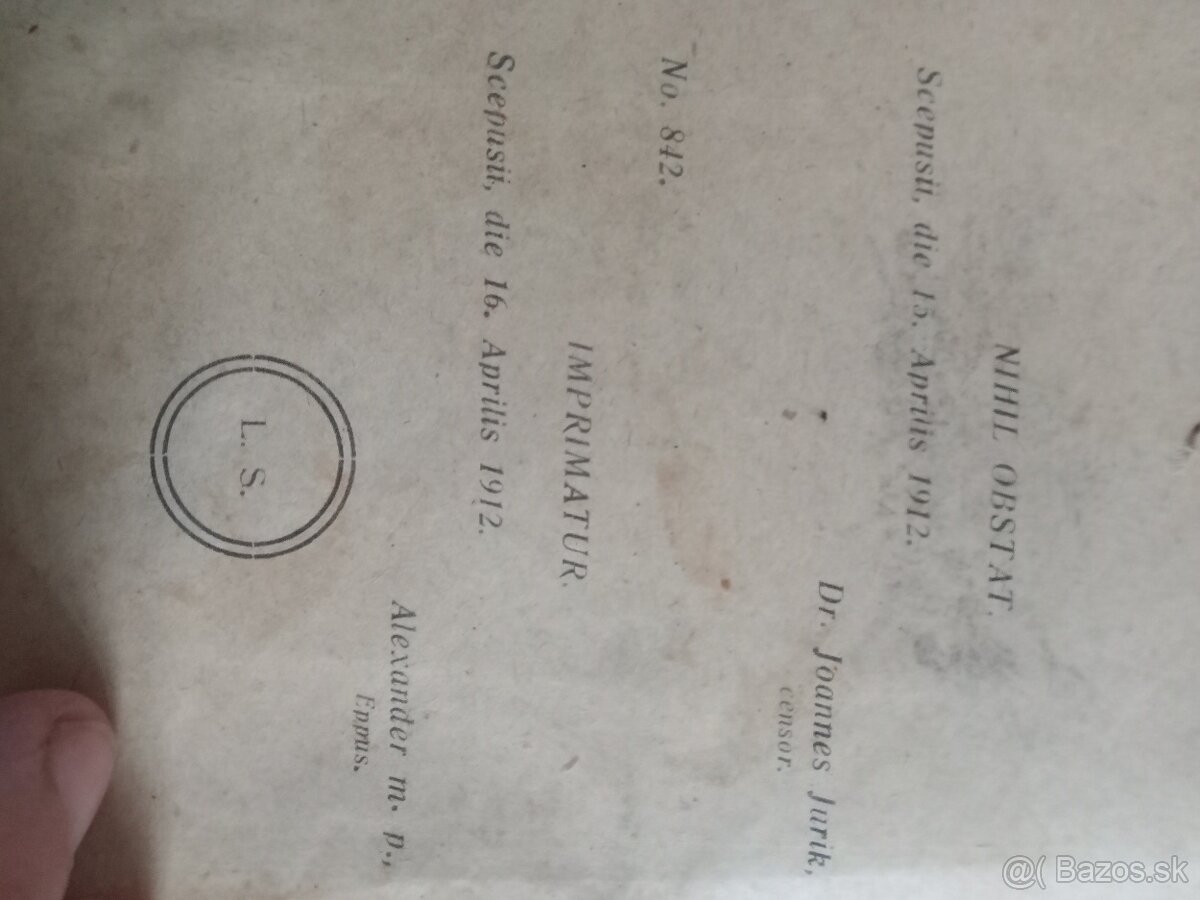 NIHIL OBSTAT.
Scepusii, die 15. Aprilis 1912.
Dr. Joannes Jurik,
censor.
No. 842.
IMPRIMATUR.
Scepusii, die 16. Aprilis 1912.
L. S.
Alexander m. p.,
Eppus.
@( Bazos.sk